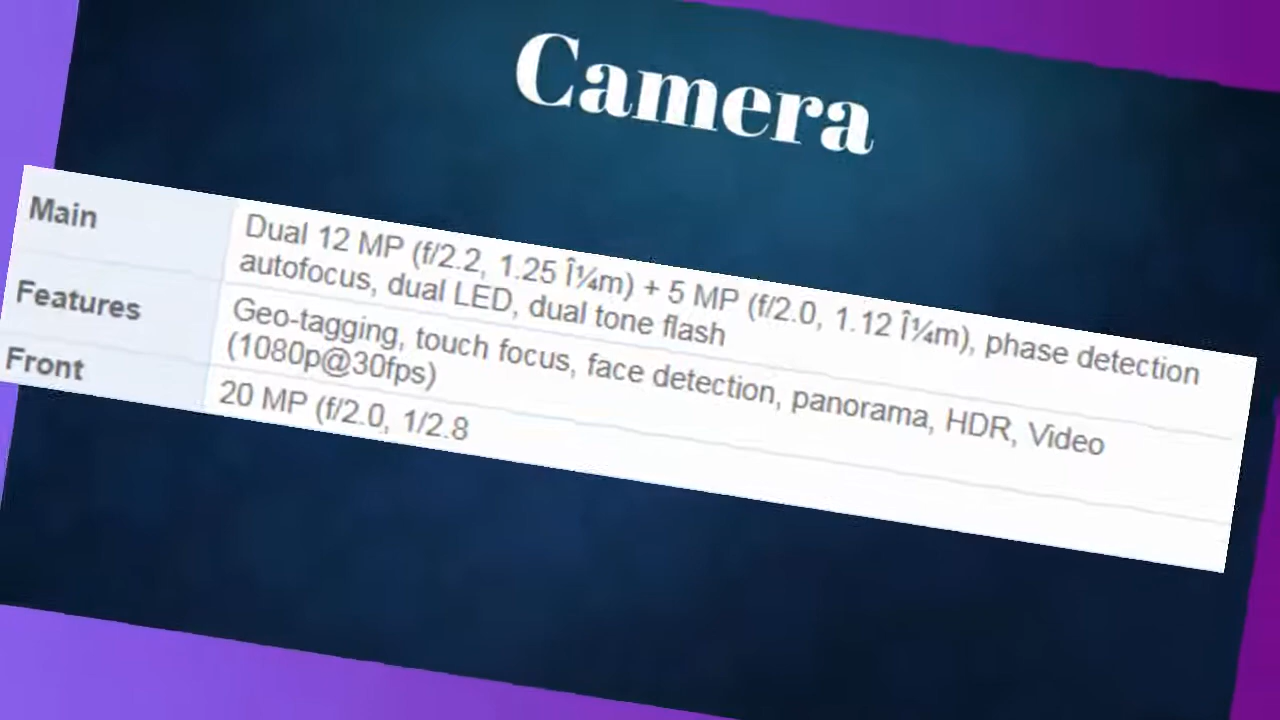 Camera
Main
Dual 12 MP (f/2.2, 1.25 Î¼m) + 5 MP (f/2.0, 1.12 Î¼m), phase detection
autofocus, dual LED, dual tone flash
Features
Geo-tagging, touch focus, face detection, panorama, HDR, Video
(1080p@30fps)
Front
20 MP (f/2.0, 1/2.8